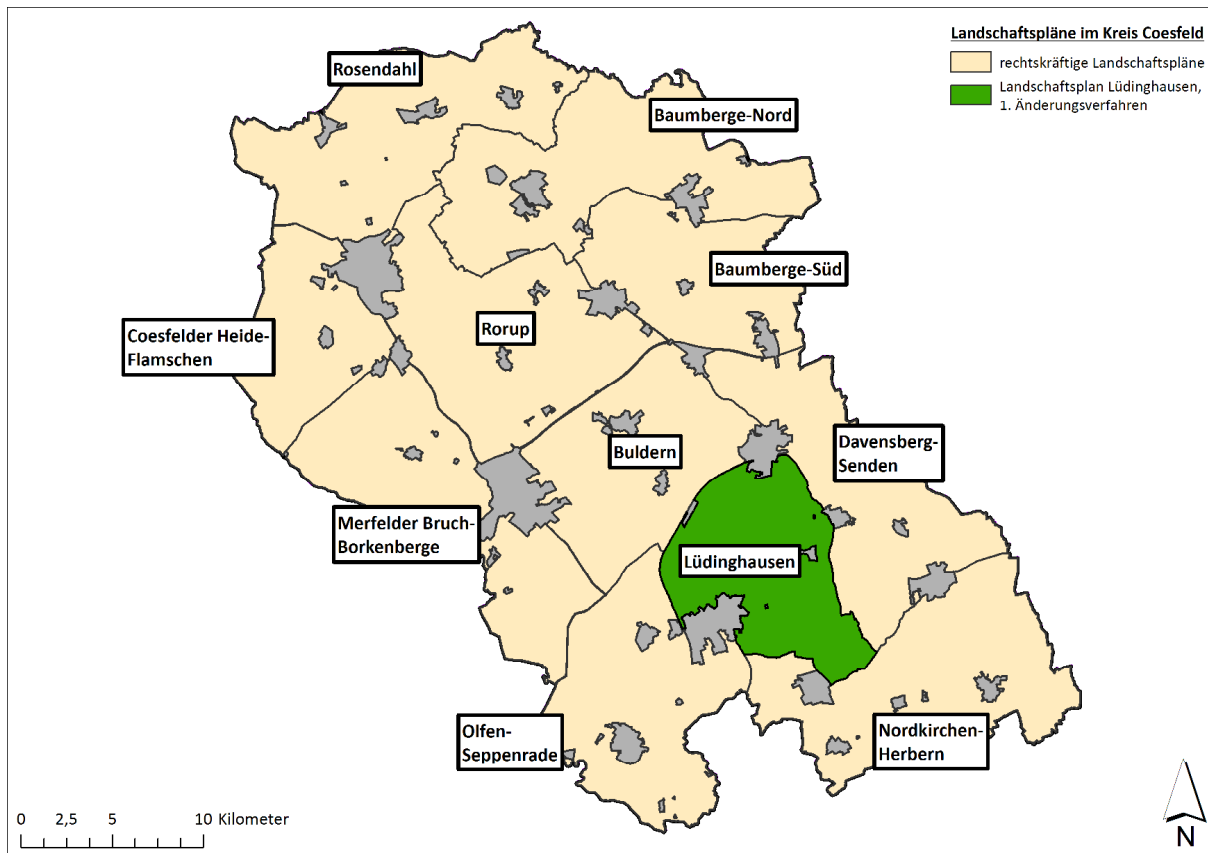 Landschaftspläne im Kreis Coesfeld
rechtskräftige Landschaftspläne
Landschaftsplan Lüdinghausen,
1. Änderungsverfahren
Rosendahl
Baumberge-Nord
Baumberge-Süd
Coesfelder Heide-
Flamschen
Rorup
Buldern
Davensberg-
Senden
Merfelder Bruch-
Borkenberge
Lüdinghausen
Olfen-
Seppenrade
Nordkirchen-
Herbern
0 2,5 5 10 Kilometer
N